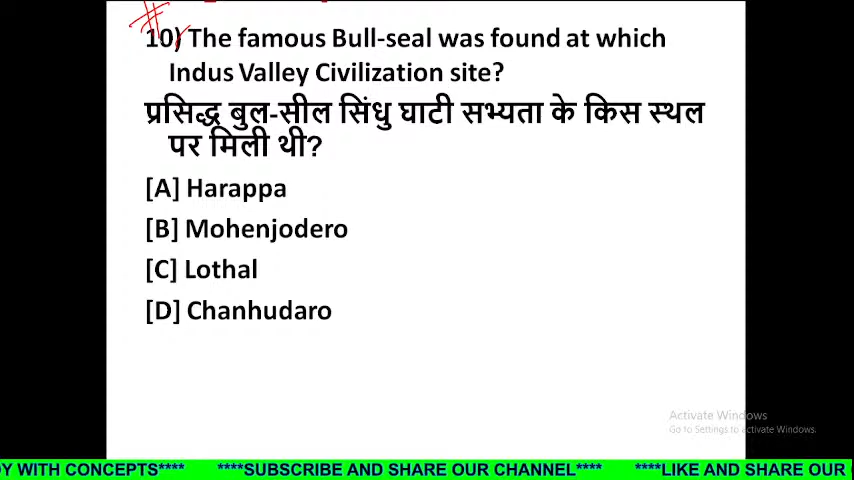 10) The famous Bull-seal was found at which
Indus Valley Civilization site?
प्रसिद्ध बुल-सील सिंधु घाटी सभ्यता के किस स्थल
पर मिली थी?
[A] Harappa
[B] Mohenjodero
[C] Lothal
[D] Chanhudaro
Activate Windows
Go to Settings to activate Windows.
Y WITH CONCEPTS**** ****SUBSCRIBE AND SHARE OUR CHANNEL**** ****LIKE AND SHARE OUR